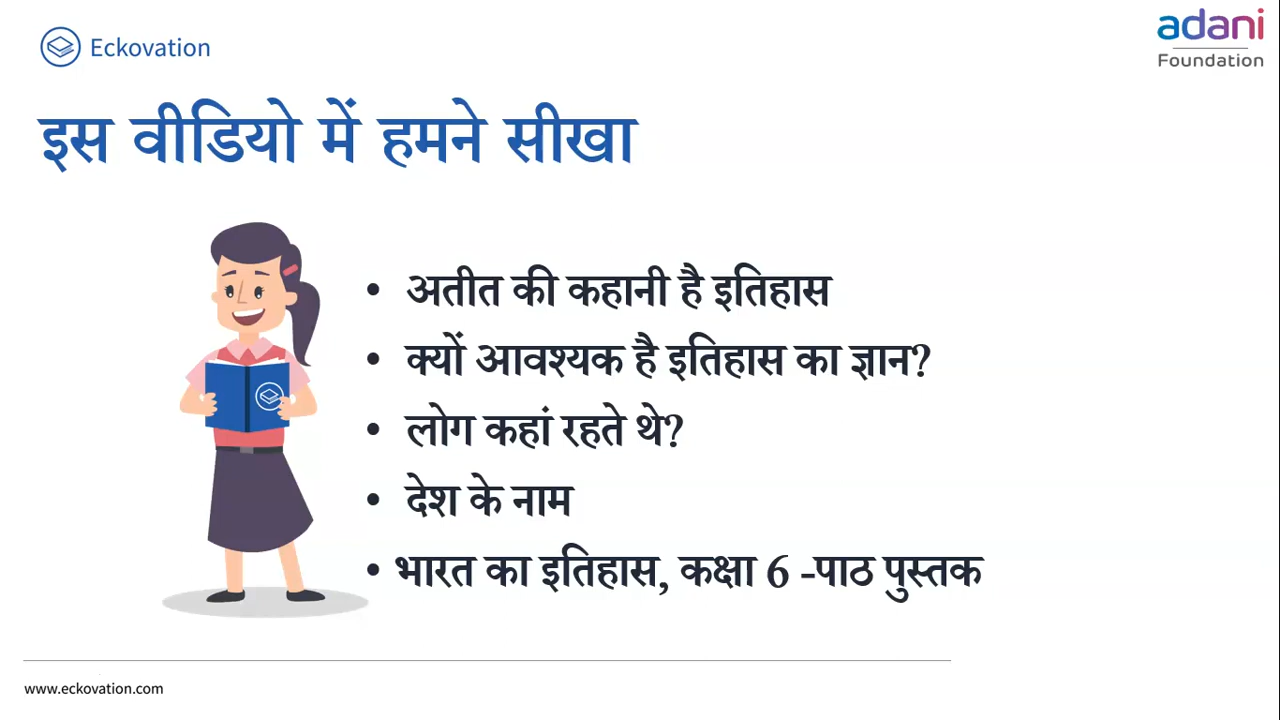 Eckovation
adani
Foundation
इस वीडियो में हमने सीखा
• अतीत की कहानी है इतिहास
• क्यों आवश्यक है इतिहास का ज्ञान?
• लोग कहां रहते थे?
• देश के नाम
• भारत का इतिहास, कक्षा 6 -पाठ पुस्तक
www.eckovation.com